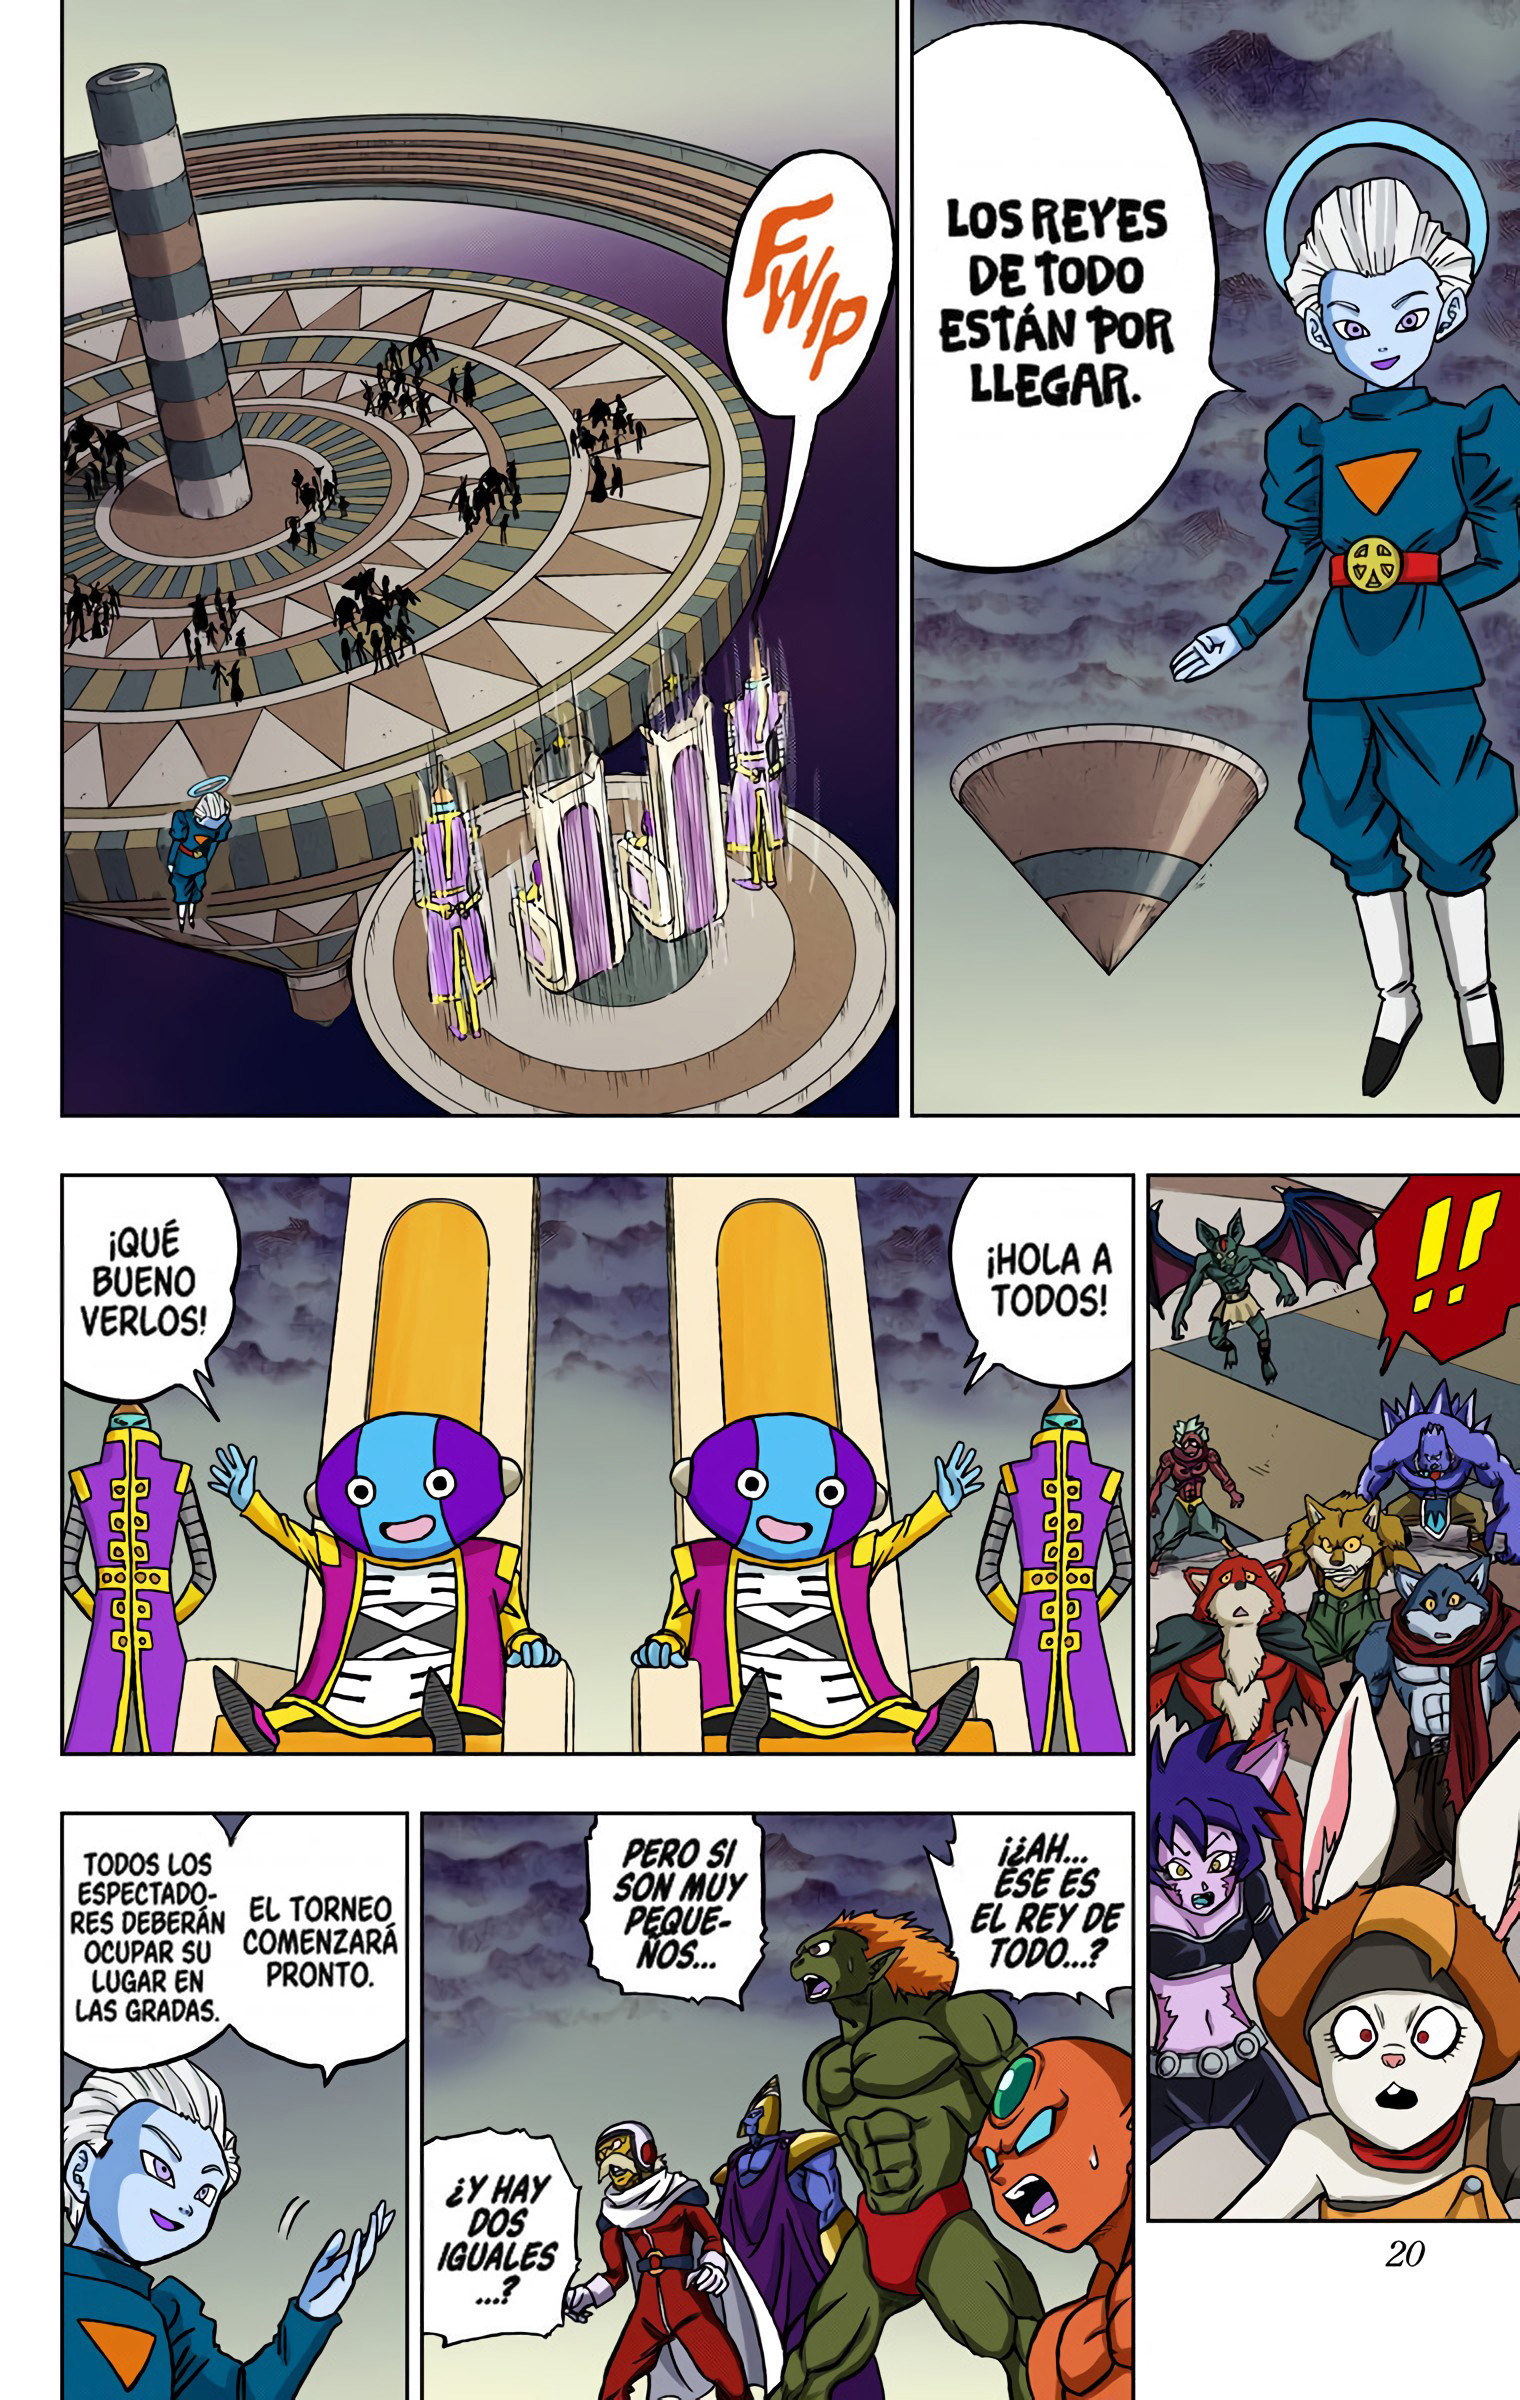 LOS REYES
DE TODO
ESTÁN POR
LLEGAR.
FWIP
!!
¡HOLA A
TODOS!
¡QUÉ
BUENO
VERLOS!
¡¿AH...
ESE ES
EL REY DE
TODO...?
PERO SI
SON MUY
PEQUE-
ÑOS...
¿Y HAY
DOS
IGUALES
...?
EL TORNEO
COMENZARÁ
PRONTO.
TODOS LOS
ESPECTADO-
RES DEBERÁN
OCUPAR SU
LUGAR EN
LAS GRADAS.
20